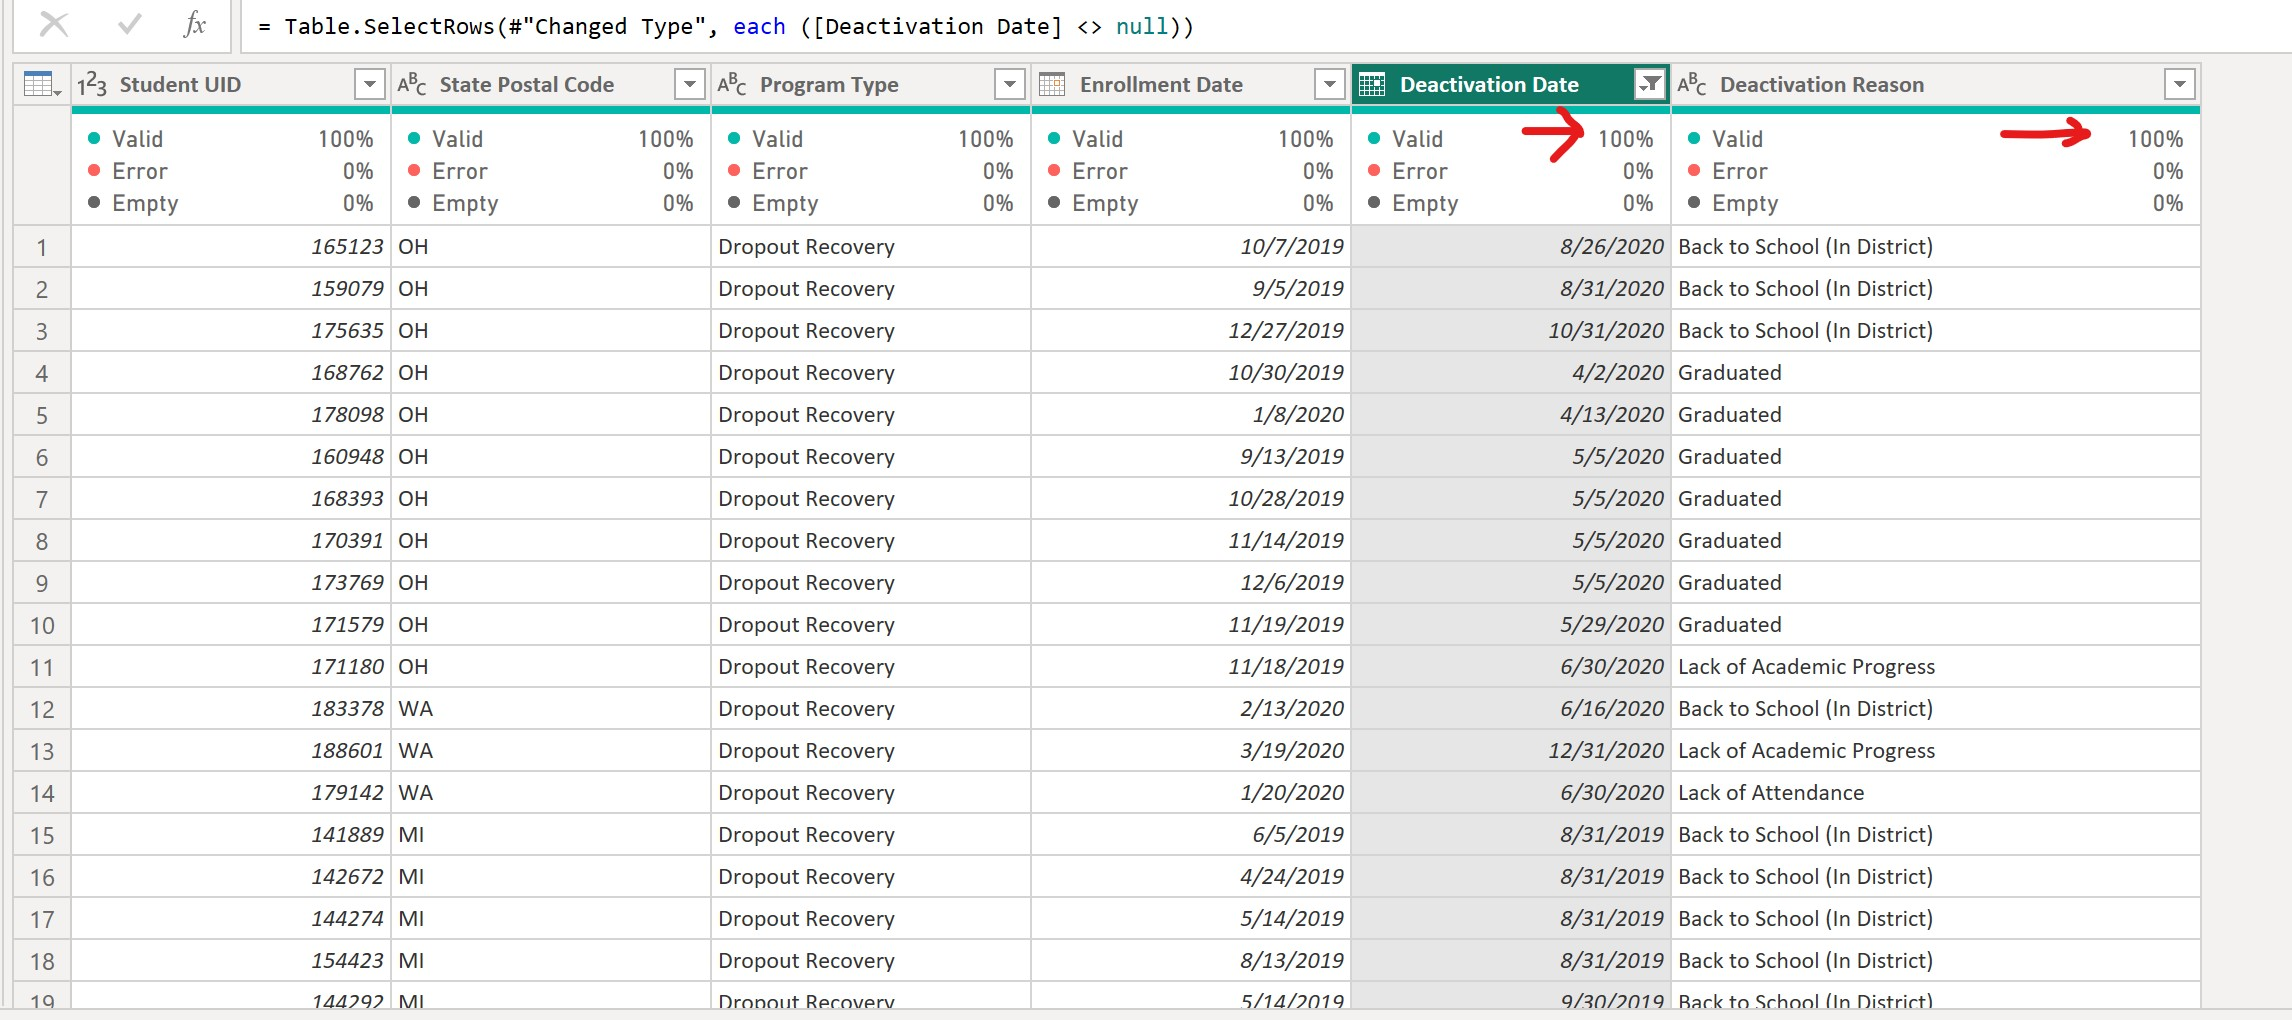 fx = Table.SelectRows(#"Changed Type", each ([Deactivation Date] <> null))
123 Student UID ABC State Postal Code ABC Program Type Enrollment Date Deactivation Date ABC Deactivation Reason
Valid 100% Valid 100% Valid 100% Valid 100% Valid 100% Valid 100%
Error 0% Error 0% Error 0% Error 0% Error 0% Error 0%
Empty 0% Empty 0% Empty 0% Empty 0% Empty 0% Empty 0%
1 165123 OH Dropout Recovery 10/7/2019 8/26/2020 Back to School (In District)
2 159079 OH Dropout Recovery 9/5/2019 8/31/2020 Back to School (In District)
3 175635 OH Dropout Recovery 12/27/2019 10/31/2020 Back to School (In District)
4 168762 OH Dropout Recovery 10/30/2019 4/2/2020 Graduated
5 178098 OH Dropout Recovery 1/8/2020 4/13/2020 Graduated
6 160948 OH Dropout Recovery 9/13/2019 5/5/2020 Graduated
7 168393 OH Dropout Recovery 10/28/2019 5/5/2020 Graduated
8 170391 OH Dropout Recovery 11/14/2019 5/5/2020 Graduated
9 173769 OH Dropout Recovery 12/6/2019 5/5/2020 Graduated
10 171579 OH Dropout Recovery 11/19/2019 5/29/2020 Graduated
11 171180 OH Dropout Recovery 11/18/2019 6/30/2020 Lack of Academic Progress
12 183378 WA Dropout Recovery 2/13/2020 6/16/2020 Back to School (In District)
13 188601 WA Dropout Recovery 3/19/2020 12/31/2020 Lack of Academic Progress
14 179142 WA Dropout Recovery 1/20/2020 6/30/2020 Lack of Attendance
15 141889 MI Dropout Recovery 6/5/2019 8/31/2019 Back to School (In District)
16 142672 MI Dropout Recovery 4/24/2019 8/31/2019 Back to School (In District)
17 144274 MI Dropout Recovery 5/14/2019 8/31/2019 Back to School (In District)
18 154423 MI Dropout Recovery 8/13/2019 8/31/2019 Back to School (In District)
19 144292 MI Dropout Recovery 5/14/2019 9/30/2019 Back to School (In District)